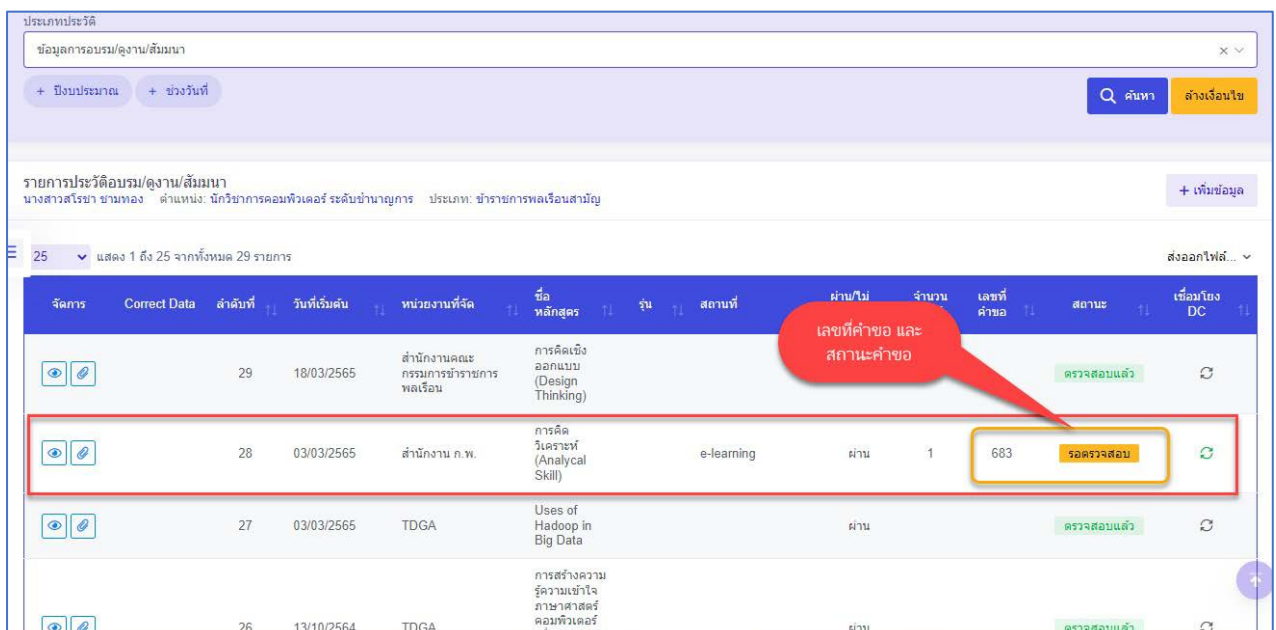 ประเภทประวัติ
ข้อมูลการอบรม/ดูงาน/สัมมนา
+ ปีงบประมาณ + ช่วงวันที่
ค้นหา ล้างเงื่อนไข
รายการประวัติอบรม/ดูงาน/สัมมนา
นางสาวสโรชา ชามทอง ตำแหน่ง: นักวิชาการคอมพิวเตอร์ ระดับชำนาญการ ประเภท: ข้าราชการพลเรือนสามัญ
+ เพิ่มข้อมูล
25 แสดง 1 ถึง 25 จากทั้งหมด 29 รายการ
ส่งออกไฟล์...
จัดการ Correct Data ลำดับที่ วันที่เริ่มต้น หน่วยงานที่จัด ชื่อ
หลักสูตร รุ่น สถานที่ ผ่าน/ไม่ จำนวน เลขที่
คำขอ สถานะ เชื่อมโยง
DC
เลขที่คำขอ และ
สถานะคำขอ
29 18/03/2565 สำนักงานคณะ
กรรมการข้าราชการ
พลเรือน
การคิดเชิง
ออกแบบ
(Design
Thinking)
ตรวจสอบแล้ว
28 03/03/2565 สำนักงาน ก.พ.
การคิด
วิเคราะห์
(Analycal
Skill)
e-learning ผ่าน 1 683 รอตรวจสอบ
27 03/03/2565 TDGA
Uses of
Hadoop in
Big Data
ผ่าน ตรวจสอบแล้ว
การสร้างความ
รู้ความเข้าใจ
ภาษาศาสตร์
คอมพิวเตอร์
26 13/10/2564 TDGA ผ่าน ตรวจสอบแล้ว